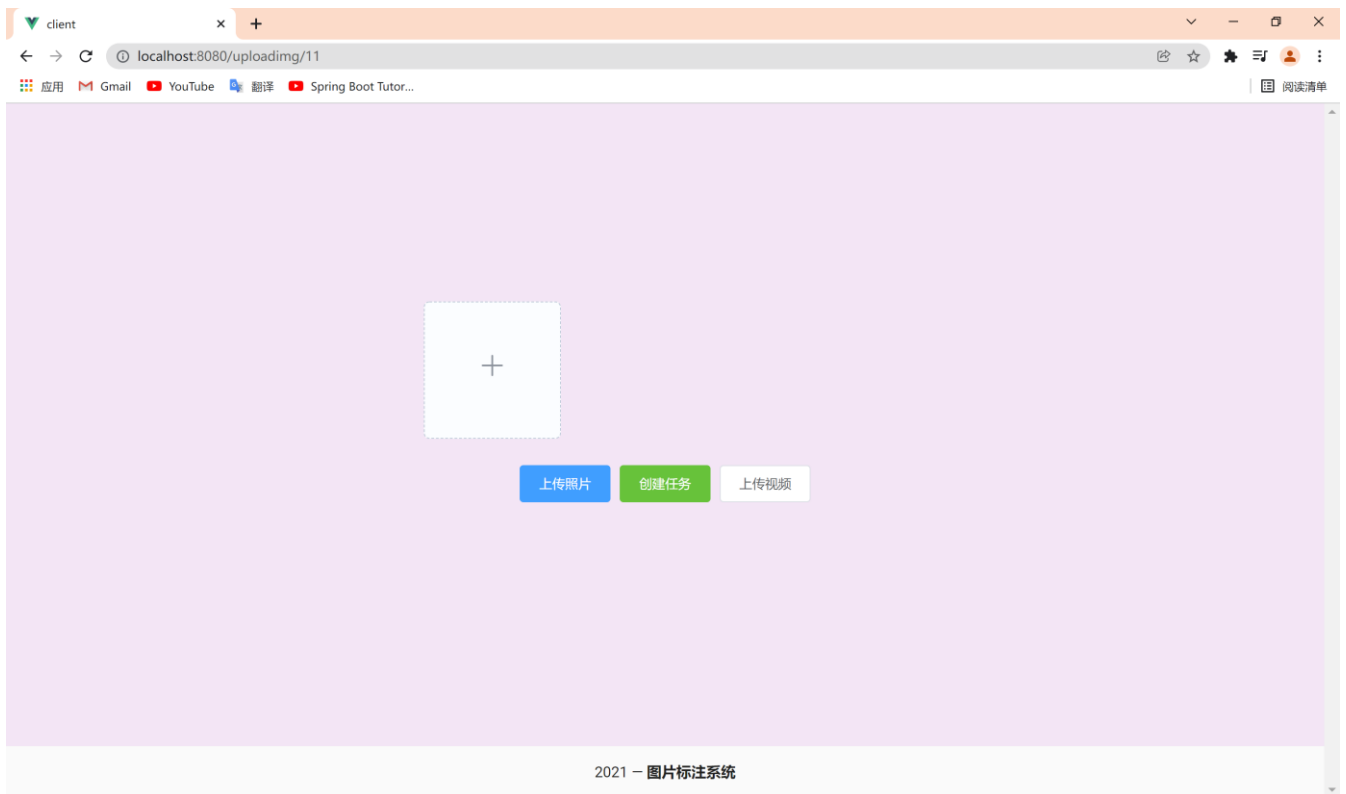 client
localhost:8080/uploadimg/11
应用 Gmail YouTube 翻译 Spring Boot Tutor... 阅读清单
上传照片 创建任务 上传视频
2021 — 图片标注系统